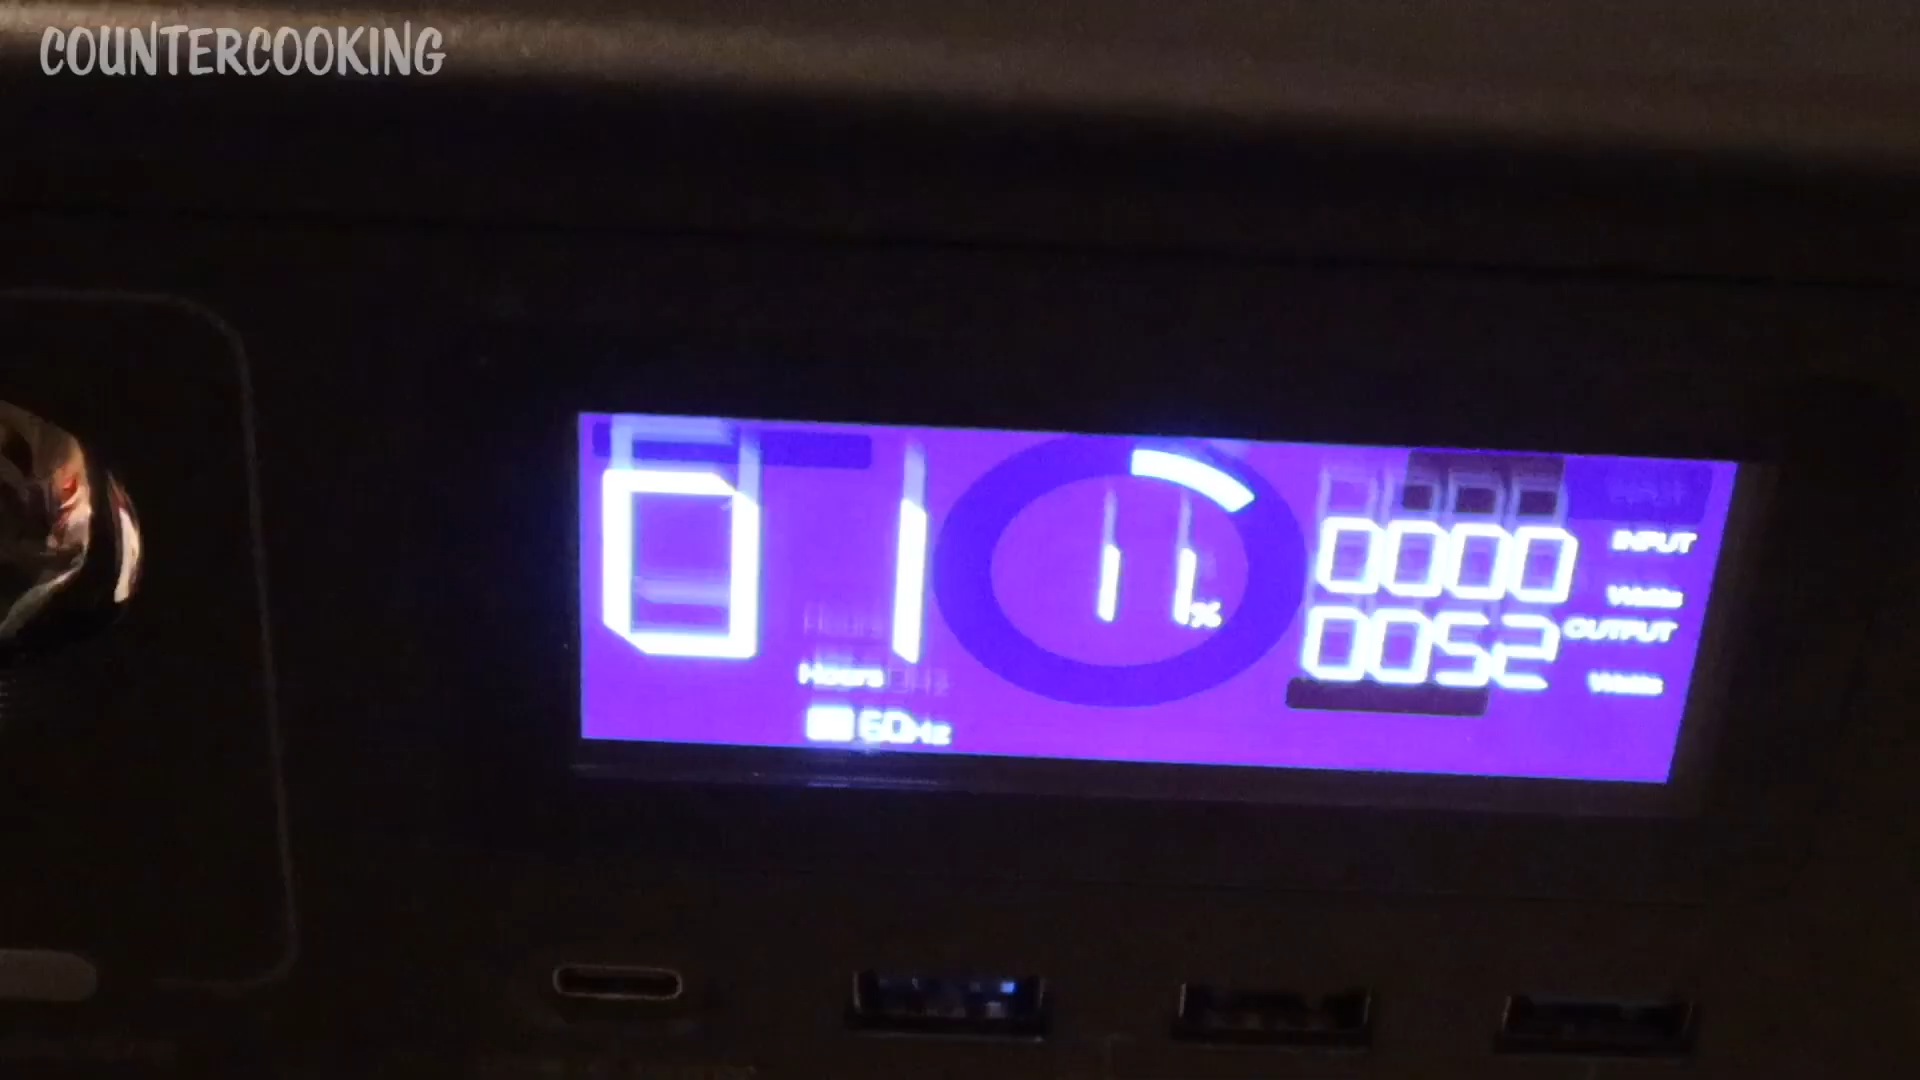 COUNTERCOOKING
01
Hours
60Hz
11%
0000 INPUT
Watts
0052 OUTPUT
Watts